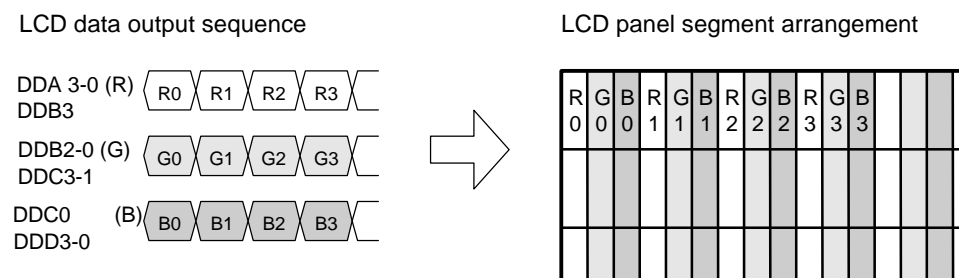 LCD data output sequence
LCD panel segment arrangement
DDA 3-0 (R)
DDB3
R0 R1 R2 R3
DDB2-0 (G)
DDC3-1
G0 G1 G2 G3
DDC0 (B)
DDD3-0
B0 B1 B2 B3
R G B R G B R G B R G B
0 0 0 1 1 1 2 2 2 3 3 3